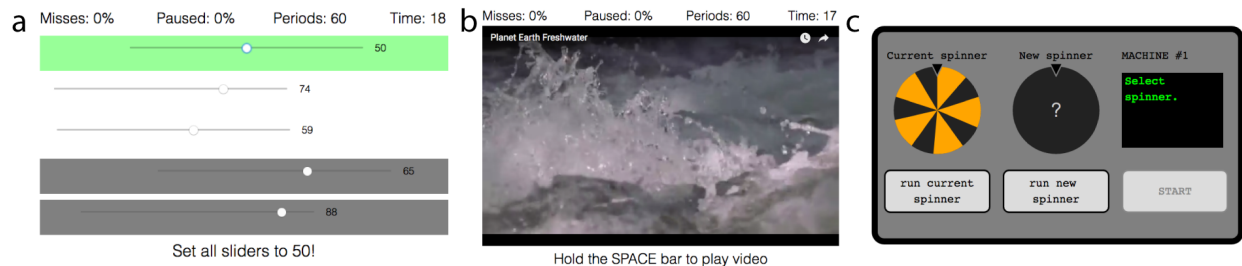 a
Misses: 0% Paused: 0% Periods: 60 Time: 18
50
74
59
65
88
Set all sliders to 50!
b
Misses: 0% Paused: 0% Periods: 60 Time: 17
Planet Earth Freshwater
Hold the SPACE bar to play video
c
Current spinner New spinner MACHINE #1
?
Select
spinner.
run current
spinner
run new
spinner
START